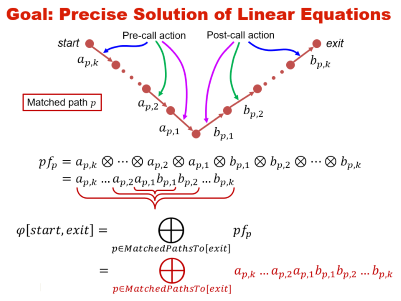 Goal: Precise Solution of Linear Equations
Pre-call action Post-call action
start exit
a_{p,k} b_{p,k}
a_{p,2} b_{p,2}
Matched path p
a_{p,1} b_{p,1}
pf_p = a_{p,k} ⊗ ⋯ ⊗ a_{p,2} ⊗ a_{p,1} ⊗ b_{p,1} ⊗ b_{p,2} ⊗ ⋯ ⊗ b_{p,k}
= a_{p,k} … a_{p,2} a_{p,1} b_{p,1} b_{p,2} … b_{p,k}
φ[start, exit] = ⊕ pf_p
p∈MatchedPathsTo[exit]
= ⊕ a_{p,k} … a_{p,2} a_{p,1} b_{p,1} b_{p,2} … b_{p,k}
p∈MatchedPathsTo[exit]